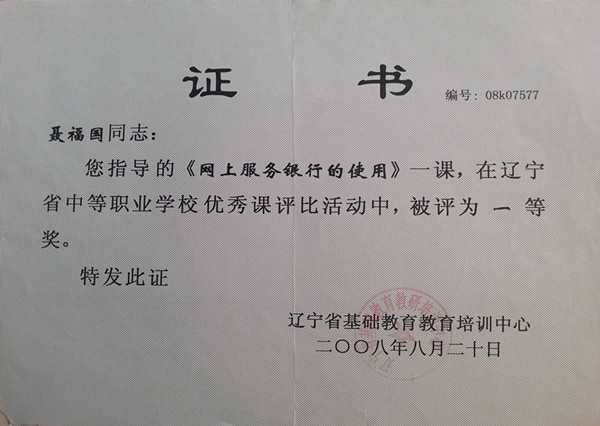 证 书
编号: 08k07577
聂福国同志：
您指导的《网上服务银行的使用》一课，在辽宁
省中等职业学校优秀课评比活动中，被评为 一 等
奖。
特发此证
辽宁省基础教育教育培训中心
二〇〇八年八月二十日